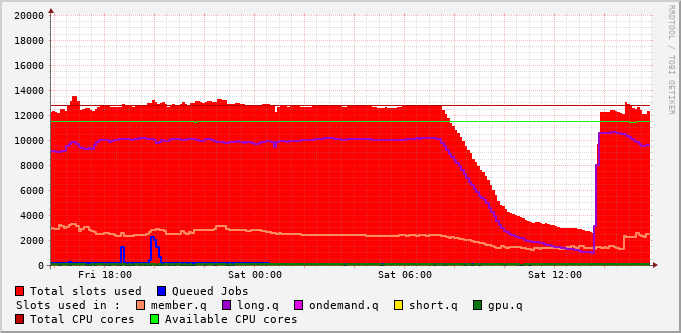 20000
18000
16000
14000
12000
10000
8000
6000
4000
2000
0
Fri 18:00 Sat 00:00 Sat 06:00 Sat 12:00
Total slots used Queued Jobs
Slots used in : member.q long.q ondemand.q short.q gpu.q
Total CPU cores Available CPU cores
RRDTOOL / TOBI OETIKER